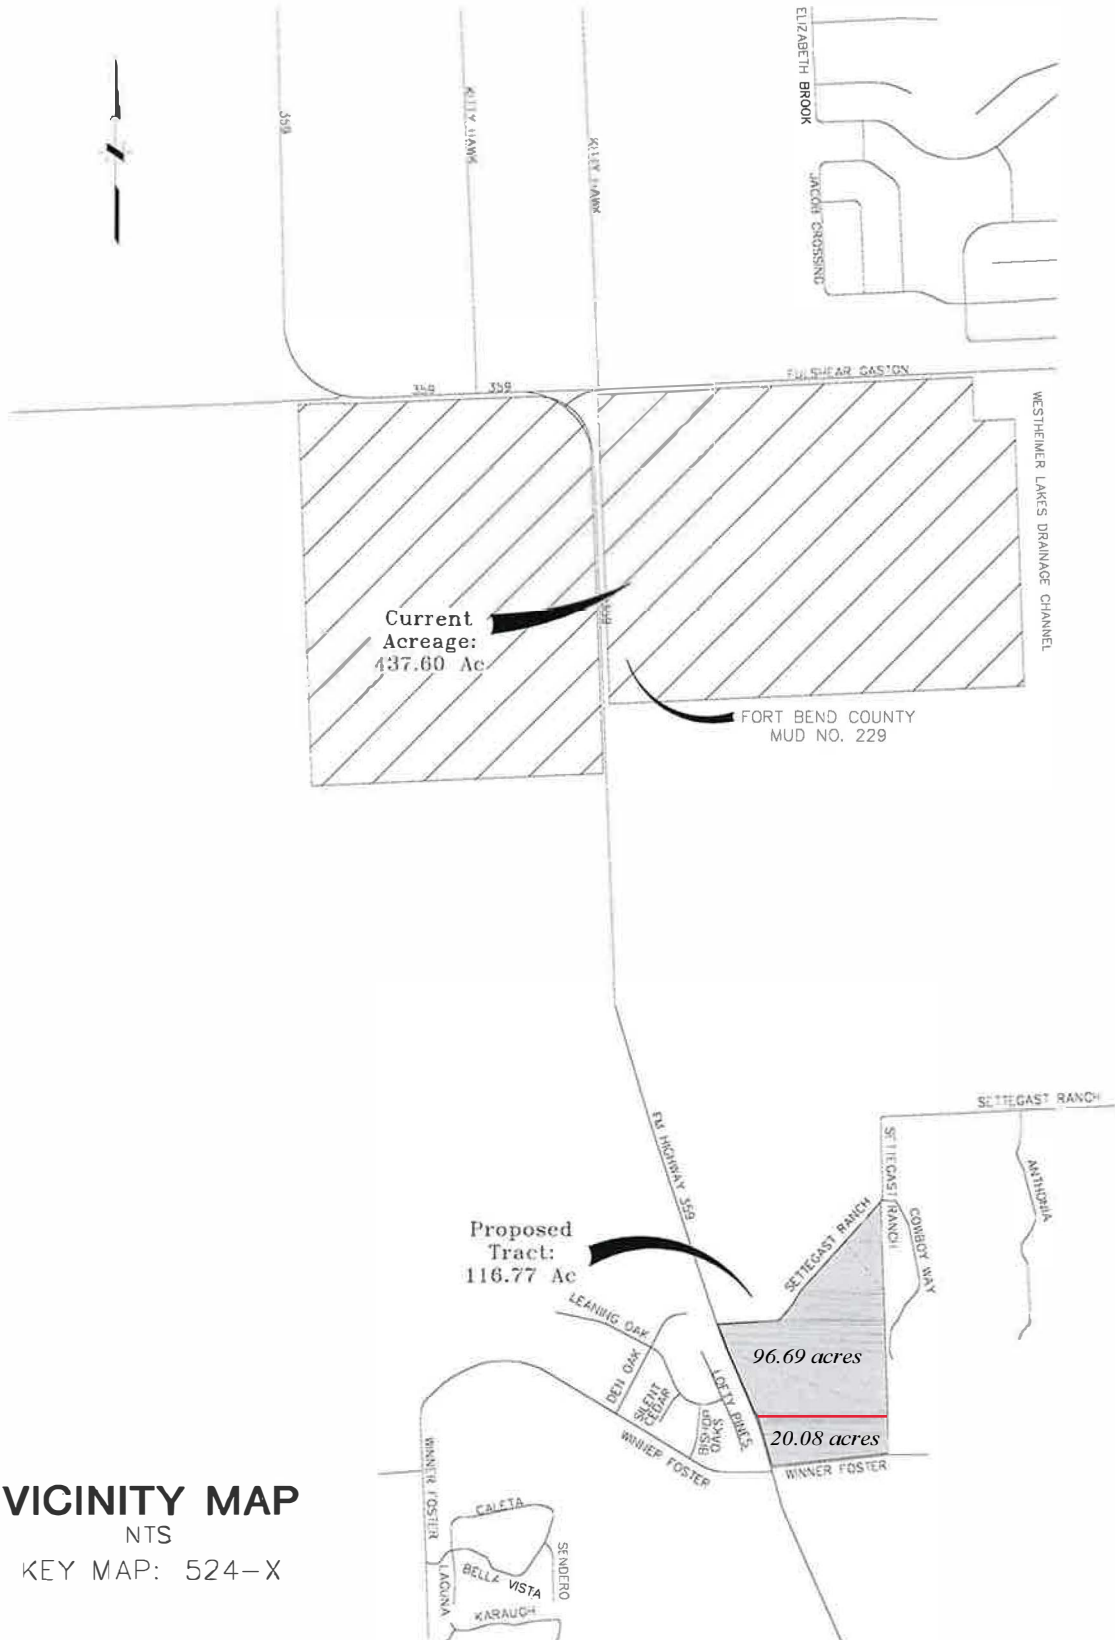 359
KITTY HAWK
KITTY HAWK
ELIZABETH BROOK
JACOB CROSSING
359
359
FULSHEAR GASTON
WESTHEIMER LAKES DRAINAGE CHANNEL
Current
Acreage:
437.60 Ac
359
FORT BEND COUNTY
MUD NO. 229
FM HIGHWAY 359
SETTEGAST RANCH
SETTEGAST RANCH
ANTHONIA
COWBOY WAY
SETTEGAST RANCH
Proposed
Tract:
116.77 Ac
LEANING OAK
DEN OAK
SILENT
CEDAR
LOFTY PINES
BISHOP
OAKS
96.69 acres
20.08 acres
WINNER FOSTER
WINNER FOSTER
WINNER FOSTER
VICINITY MAP
NTS
KEY MAP: 524-X
CALETA
SENDERO
BELLA VISTA
LAGUNA
KARAUGH